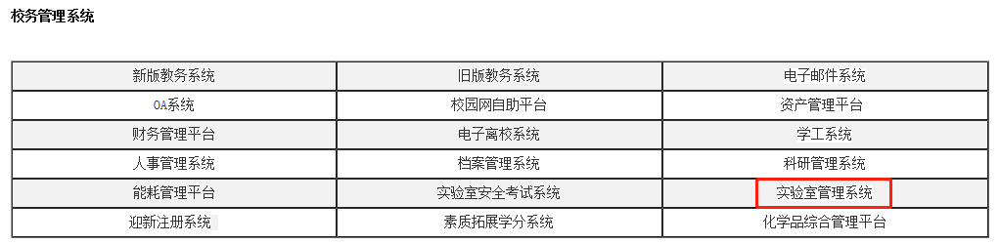 校务管理系统
新版教务系统 旧版教务系统 电子邮件系统
OA系统 校园网自助平台 资产管理平台
财务管理平台 电子离校系统 学工系统
人事管理系统 档案管理系统 科研管理系统
能耗管理平台 实验室安全考试系统 实验室管理系统
迎新注册系统 素质拓展学分系统 化学品综合管理平台